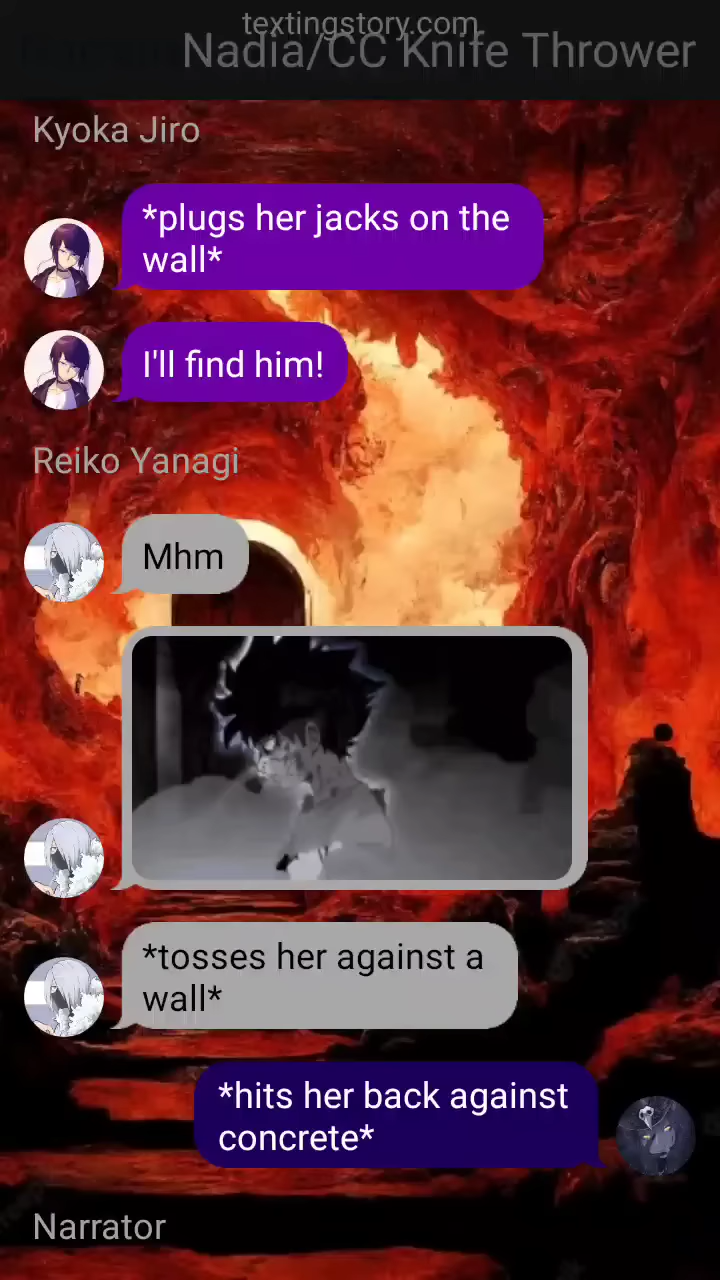 textingstory.com
Nadia/CC Knife Thrower
Kyoka Jiro
*plugs her jacks on the
wall*
I'll find him!
Reiko Yanagi
Mhm
*tosses her against a
wall*
*hits her back against
concrete*
Narrator